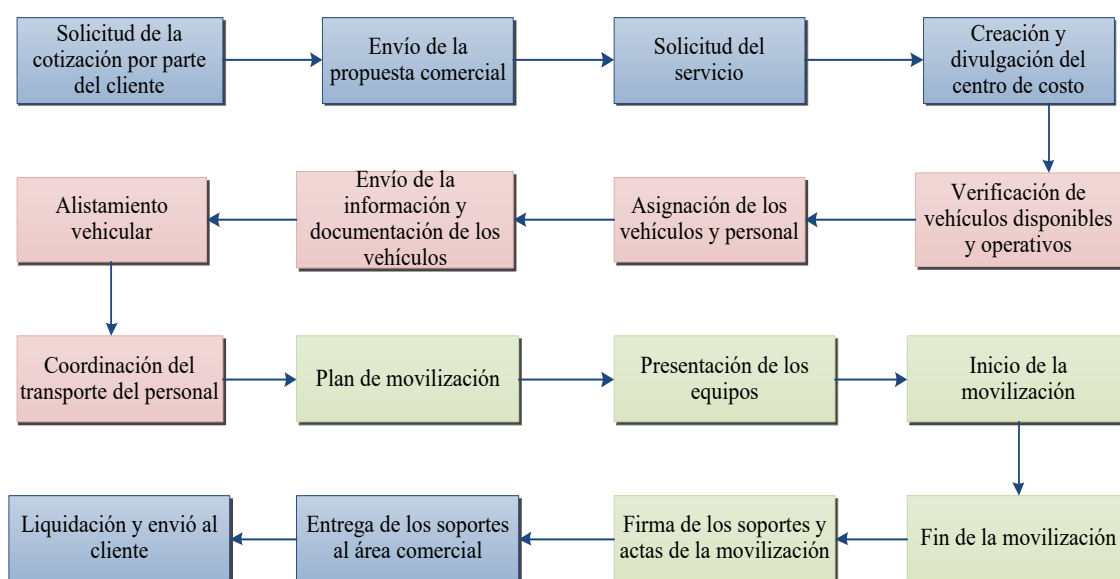 Solicitud de la
cotización por parte
del cliente
Envío de la
propuesta comercial
Solicitud del
servicio
Creación y
divulgación del
centro de costo
Verificación de
vehículos disponibles
y operativos
Asignación de los
vehículos y personal
Envío de la
información y
documentación de los
vehículos
Alistamiento
vehicular
Coordinación del
transporte del personal
Plan de movilización
Presentación de los
equipos
Inicio de la
movilización
Fin de la movilización
Firma de los soportes y
actas de la movilización
Entrega de los soportes
al área comercial
Liquidación y envió al
cliente